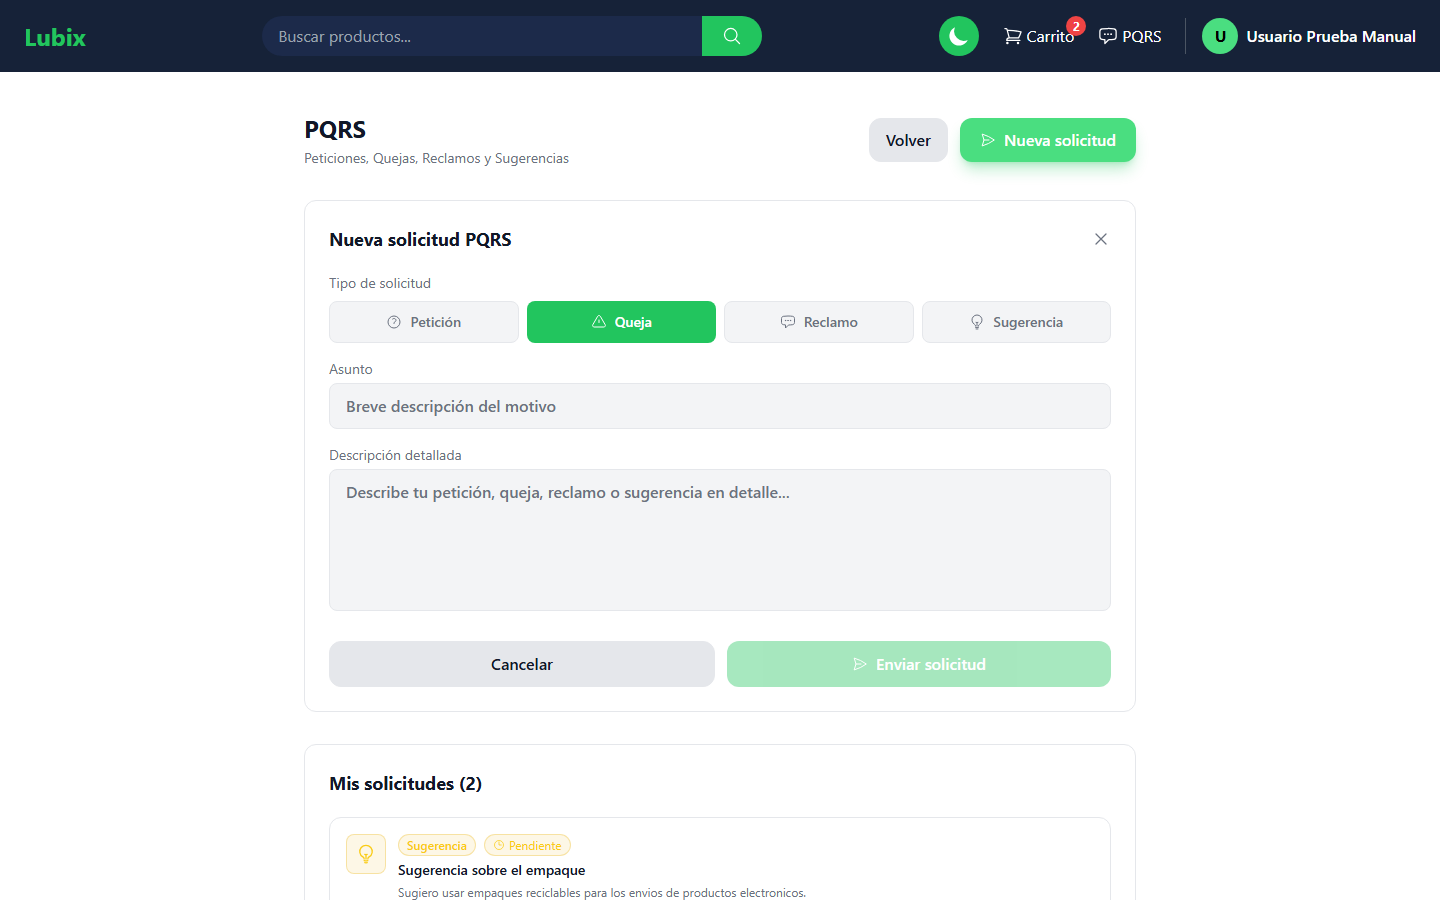 Lubix
Buscar productos...
Carrito
2
PQRS
U
Usuario Prueba Manual
PQRS
Peticiones, Quejas, Reclamos y Sugerencias
Volver
Nueva solicitud
Nueva solicitud PQRS
Tipo de solicitud
Petición
Queja
Reclamo
Sugerencia
Asunto
Breve descripción del motivo
Descripción detallada
Describe tu petición, queja, reclamo o sugerencia en detalle...
Cancelar
Enviar solicitud
Mis solicitudes (2)
Sugerencia
Pendiente
Sugerencia sobre el empaque
Sugiero usar empaques reciclables para los envios de productos electronicos.